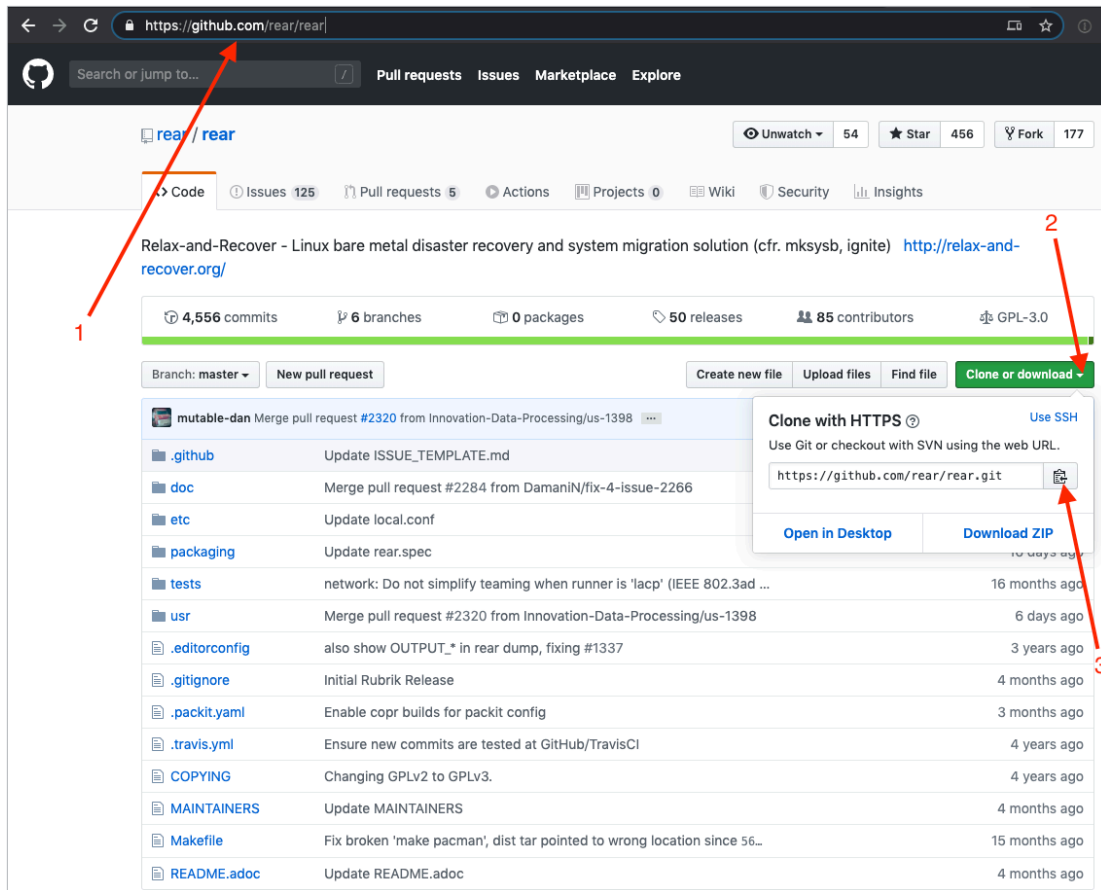 https://github.com/rear/rear
Search or jump to... / Pull requests Issues Marketplace Explore
rear / rear Unwatch 54 Star 456 Fork 177
<> Code Issues 125 Pull requests 5 Actions Projects 0 Wiki Security Insights
2
Relax-and-Recover - Linux bare metal disaster recovery and system migration solution (cfr. mksysb, ignite) http://relax-and-
recover.org/
4,556 commits 6 branches 0 packages 50 releases 85 contributors GPL-3.0
1
Branch: master New pull request Create new file Upload files Find file Clone or download
mutable-dan Merge pull request #2320 from Innovation-Data-Processing/us-1398 ...
Clone with HTTPS ? Use SSH
Use Git or checkout with SVN using the web URL.
https://github.com/rear/rear.git
Open in Desktop Download ZIP
.github Update ISSUE_TEMPLATE.md
doc Merge pull request #2284 from DamaniN/fix-4-issue-2266
etc Update local.conf
packaging Update rear.spec days ago
tests network: Do not simplify teaming when runner is 'lacp' (IEEE 802.3ad ... 16 months ago
usr Merge pull request #2320 from Innovation-Data-Processing/us-1398 6 days ago
.editorconfig also show OUTPUT_* in rear dump, fixing #1337 3 years ago
3
.gitignore Initial Rubrik Release 4 months ago
.packit.yaml Enable copr builds for packit config 3 months ago
.travis.yml Ensure new commits are tested at GitHub/TravisCI 4 years ago
COPYING Changing GPLv2 to GPLv3. 4 years ago
MAINTAINERS Update MAINTAINERS 4 months ago
Makefile Fix broken 'make pacman', dist tar pointed to wrong location since 56... 15 months ago
README.adoc Update README.adoc 4 months ago